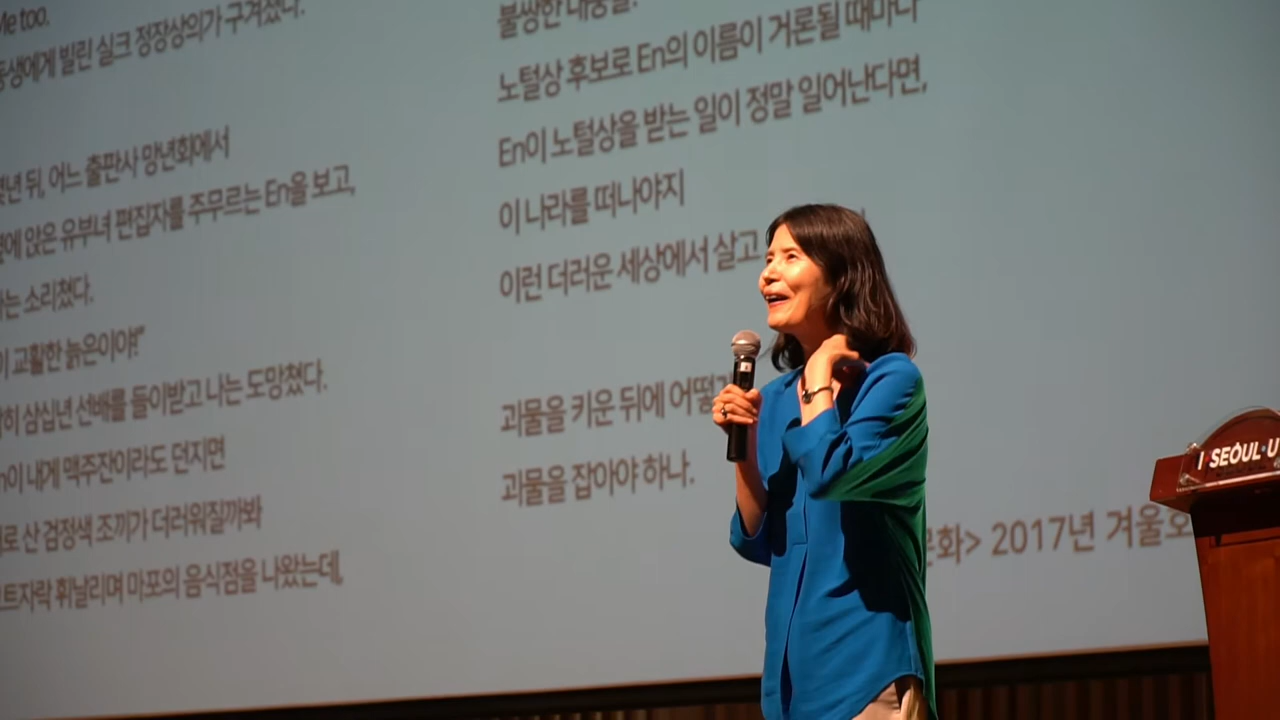 Me too.
동생에게 빌린 실크 정장상의가 구겨졌다.
몇년 뒤, 어느 출판사 망년회에서
옆에 앉은 유부녀 편집자를 주무르는 En을 보고,
나는 소리쳤다.
이 교활한 늙은이야!"
삼십년 선배를 들이받고 나는 도망쳤다.
En이 내게 맥주잔이라도 던지면
산 검정색 조끼가 더러워질까봐
코트자락 휘날리며 마포의 음식점을 나왔는데,
불쌍한 대중들.
노털상 후보로 En의 이름이 거론될 때마다
En이 노털상을 받는 일이 정말 일어난다면,
이 나라를 떠나야지
이런 더러운 세상에서 살고
괴물을 키운 뒤에 어떻게
괴물을 잡아야 하나.
문화> 2017년 겨울호
I·SEOUL·U